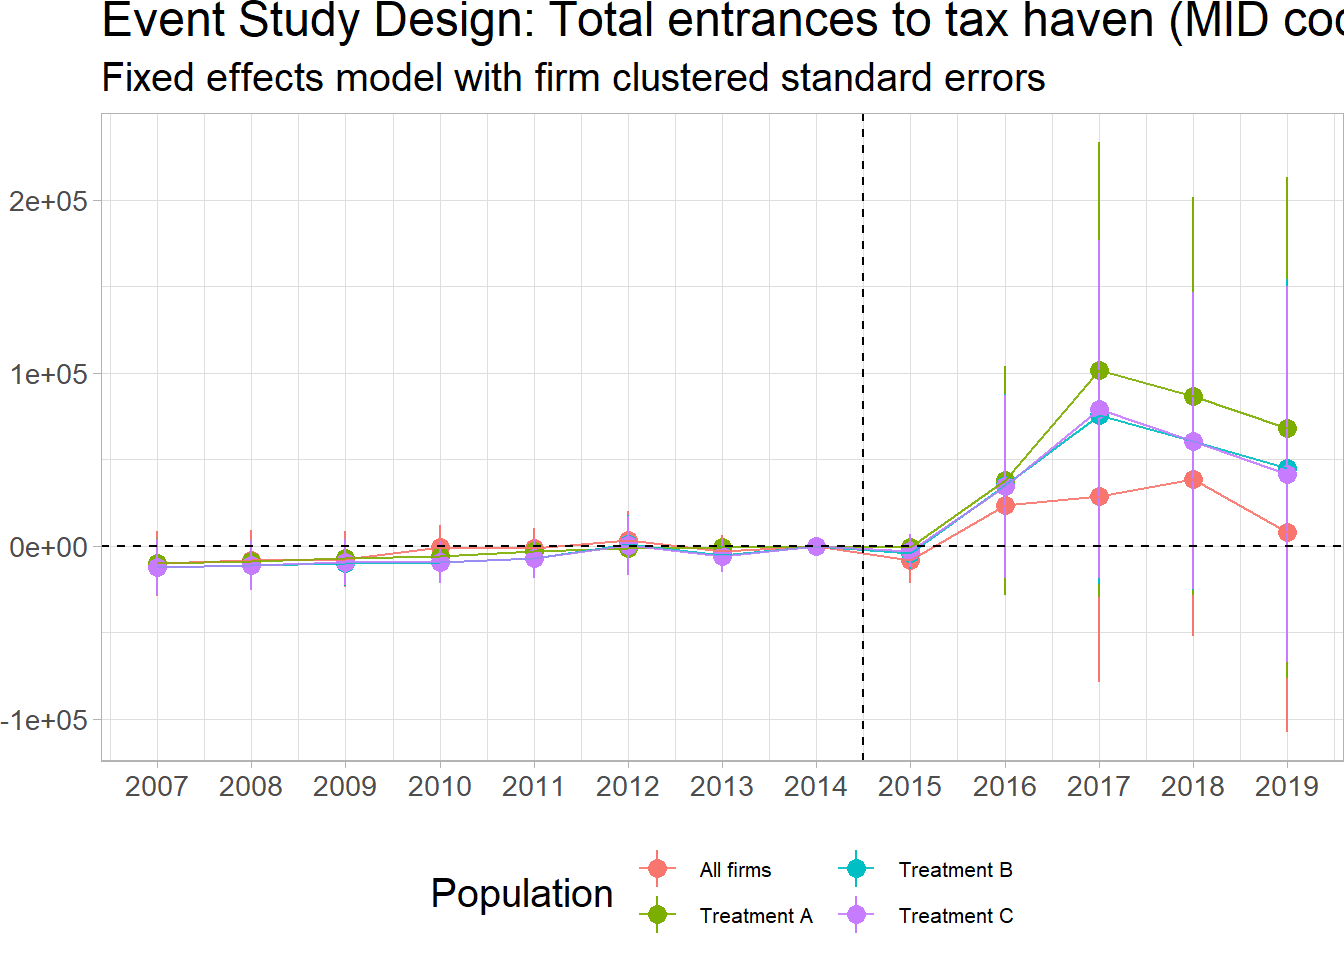 Event Study Design: Total entrances to tax haven (MID
Fixed effects model with firm clustered standard errors
2e+05
1e+05
0e+00
-1e+05
2007 2008 2009 2010 2011 2012 2013 2014 2015 2016 2017 2018 2019
Population
All firms
Treatment A
Treatment B
Treatment C